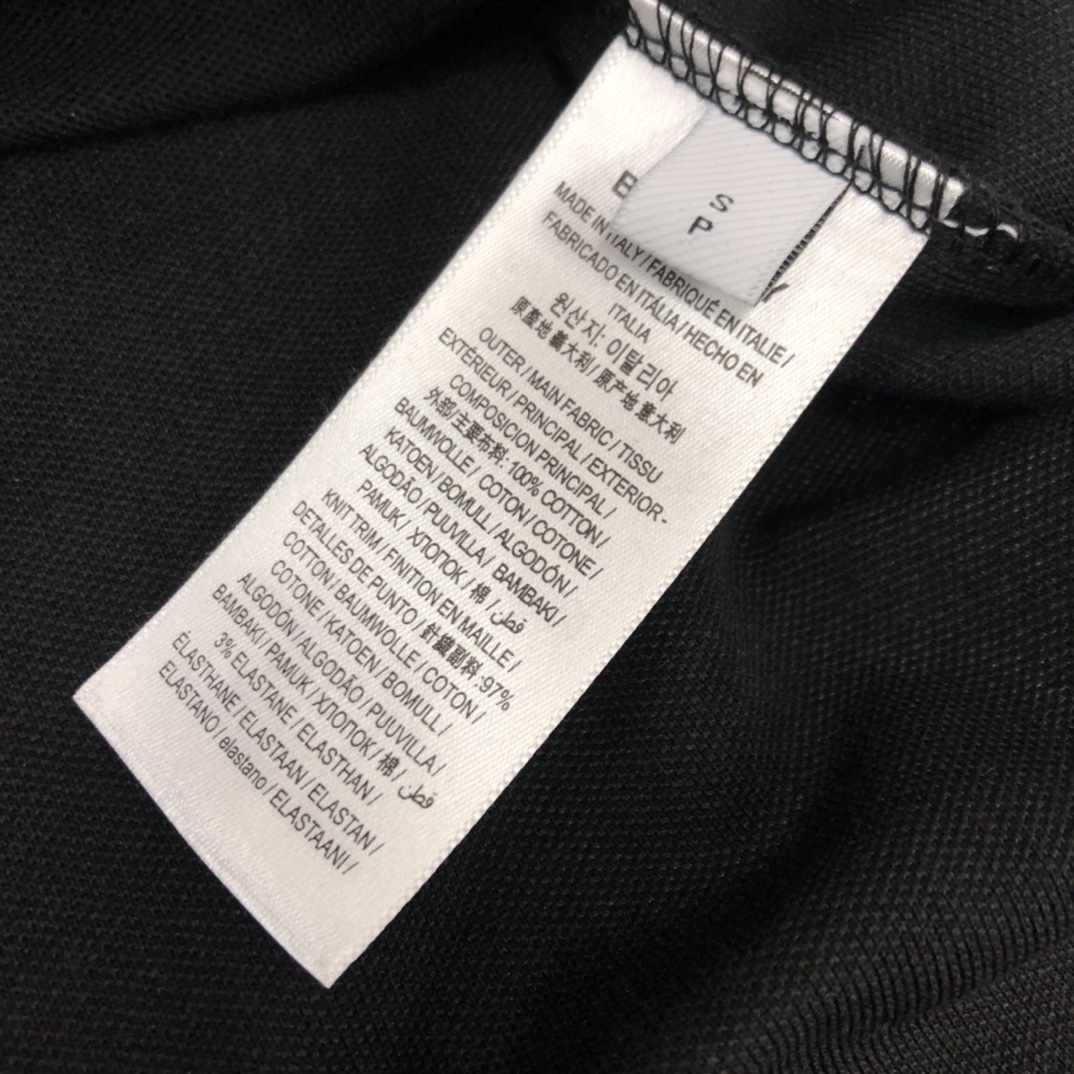 S
P
MADE IN ITALY / FABRIQUÉ EN ITALIE /
FABRICADO EN ITÁLIA / HECHO EN
ITALIA
원산지: 이탈리아
原產地 義大利 / 原产地 意大利
OUTER / MAIN FABRIC / TISSU
EXTÉRIEUR / PRINCIPAL / EXTERIOR -
COMPOSICION PRINCIPAL /
外部/主要布料: 100% COTTON /
BAUMWOLLE / COTON / COTONE /
KATOEN / BOMULL / ALGODÓN /
ALGODÃO / PUUVILLA / BAMBAKI /
PAMUK / ХЛОПОК / 棉 / قطن
KNIT TRIM / FINITION EN MAILLE /
DETALLES DE PUNTO / 針織副料 :97%
COTTON / BAUMWOLLE / COTON /
COTONE / KATOEN / BOMULL /
ALGODÓN / ALGODÃO / PUUVILLA /
BAMBAKI / PAMUK / ХЛОПОК / 棉 / قطن
3% ELASTANE / ELASTHAN /
ÉLASTHANE / ELASTAAN / ELASTAN /
ELASTANO / elastano / ELASTAANI /